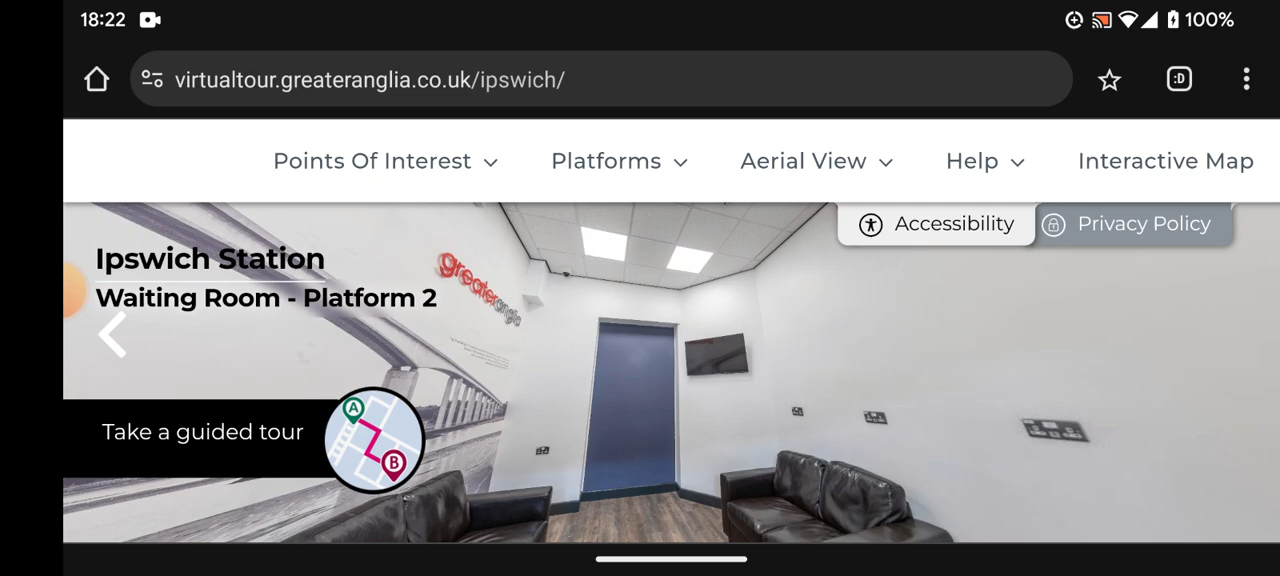 18:22
100%
virtualtour.greateranglia.co.uk/ipswich/
:D
Points Of Interest
Platforms
Aerial View
Help
Interactive Map
Accessibility
Privacy Policy
Ipswich Station
Waiting Room - Platform 2
greateranglia
Take a guided tour
A
B